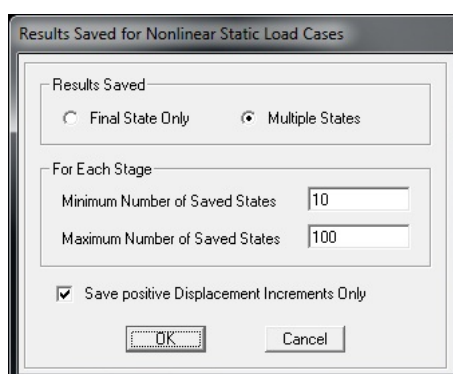 Results Saved for Nonlinear Static Load Cases
Results Saved
Final State Only Multiple States
For Each Stage
Minimum Number of Saved States 10
Maximum Number of Saved States 100
Save positive Displacement Increments Only
OK Cancel